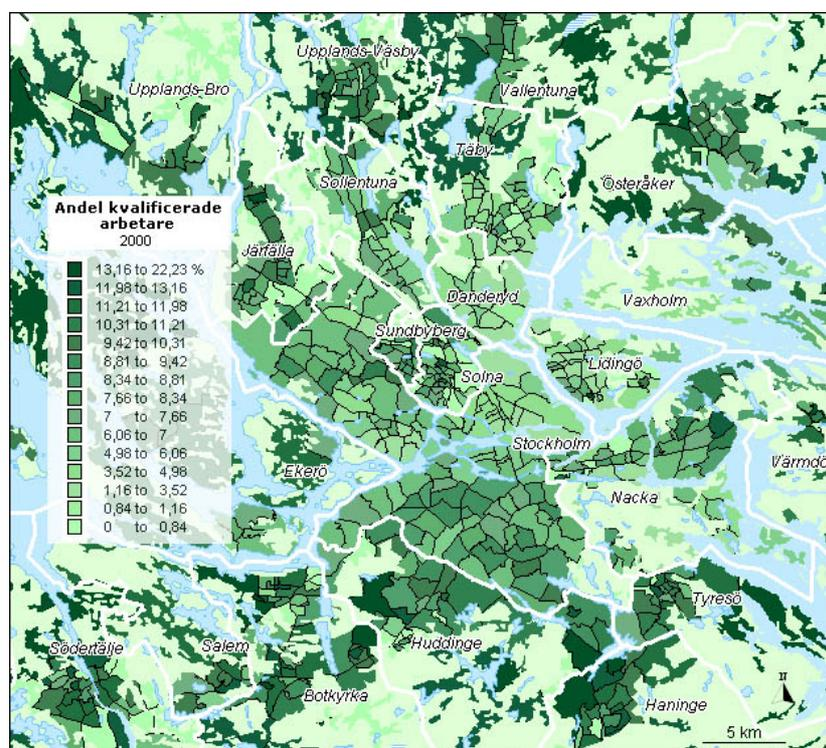 Upplands-Väsby
Upplands-Bro
Vallentuna
Täby
Sollentuna
Österåker
Andel kvalificerade
arbetare
2000
13,16 to 22,23 %
11,98 to 13,16
11,21 to 11,98
10,31 to 11,21
9,42 to 10,31
8,81 to 9,42
8,34 to 8,81
7,66 to 8,34
7 to 7,66
6,06 to 7
4,98 to 6,06
3,52 to 4,98
1,16 to 3,52
0,84 to 1,16
0 to 0,84
Järfälla
Danderyd
Vaxholm
Sundbyberg
Lidingö
Solna
Stockholm
Ekerö
Värmdö
Nacka
Tyresö
Södertälje
Salem
Huddinge
Botkyrka
Haninge
N
5 km